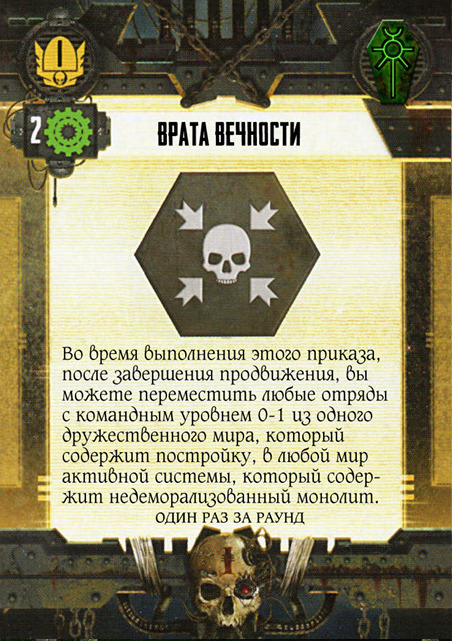 I
2
ВРАТА ВЕЧНОСТИ
Во время выполнения этого приказа,
после завершения продвижения, вы
можете переместить любые отряды
с командным уровнем 0-1 из одного
дружественного мира, который
содержит постройку, в любой мир
активной системы, который содер-
жит недеморализованный монолит.
ОДИН РАЗ ЗА РАУНД
I